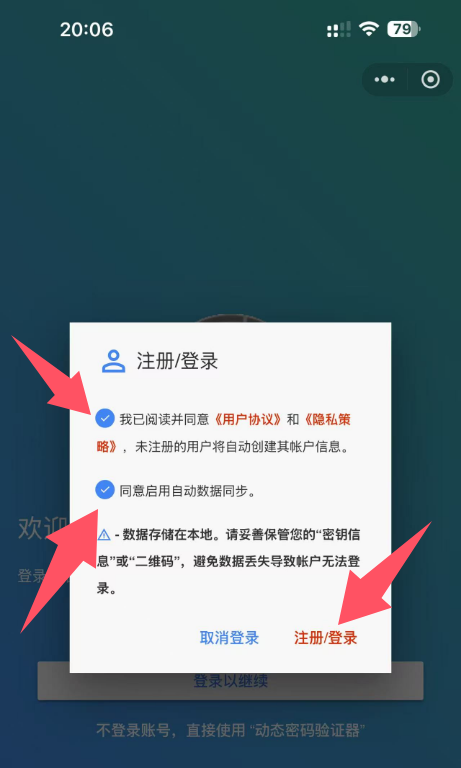 20:06
79
注册/登录
我已阅读并同意《用户协议》和《隐私策
略》，未注册的用户将自动创建其帐户信息。
同意启用自动数据同步。
- 数据存储在本地。请妥善保管您的“密钥信
息”或“二维码”，避免数据丢失导致帐户无法登
录。
欢迎
登录
取消登录
注册/登录
登录以继续
不登录账号，直接使用 “动态密码验证器”